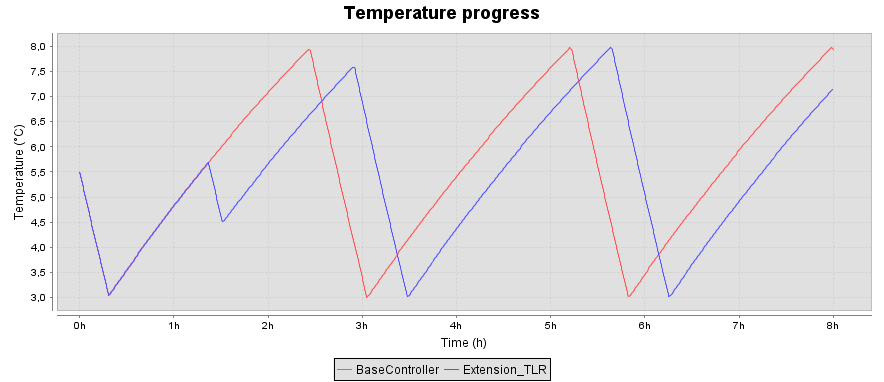 Temperature progress
Temperature (°C)
8,0
7,5
7,0
6,5
6,0
5,5
5,0
4,5
4,0
3,5
3,0
0h 1h 2h 3h 4h 5h 6h 7h 8h
Time (h)
BaseController Extension_TLR